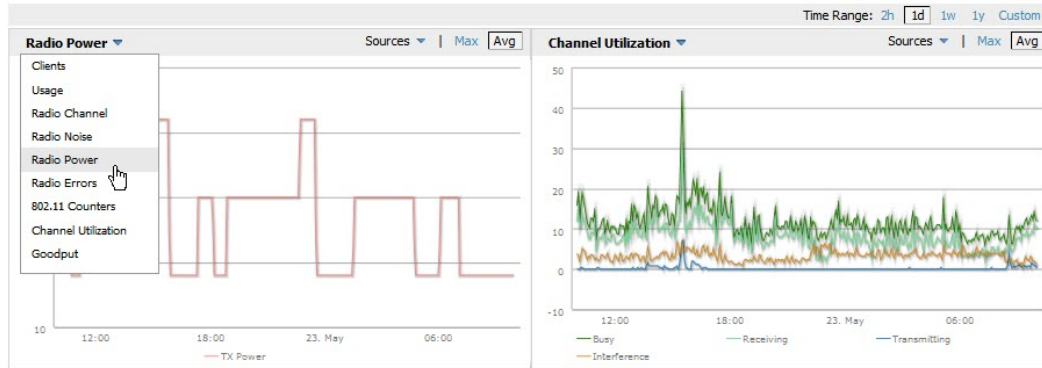 Time Range: 2h 1d 1w 1y Custom
Radio Power Sources | Max Avg
Clients
Usage
Radio Channel
Radio Noise
Radio Power
Radio Errors
802.11 Counters
Channel Utilization
Goodput
10
12:00 18:00 23. May 06:00
TX Power
Channel Utilization Sources | Max Avg
50
40
30
20
10
0
-10
12:00 18:00 23. May 06:00
Busy Receiving Transmitting
Interference